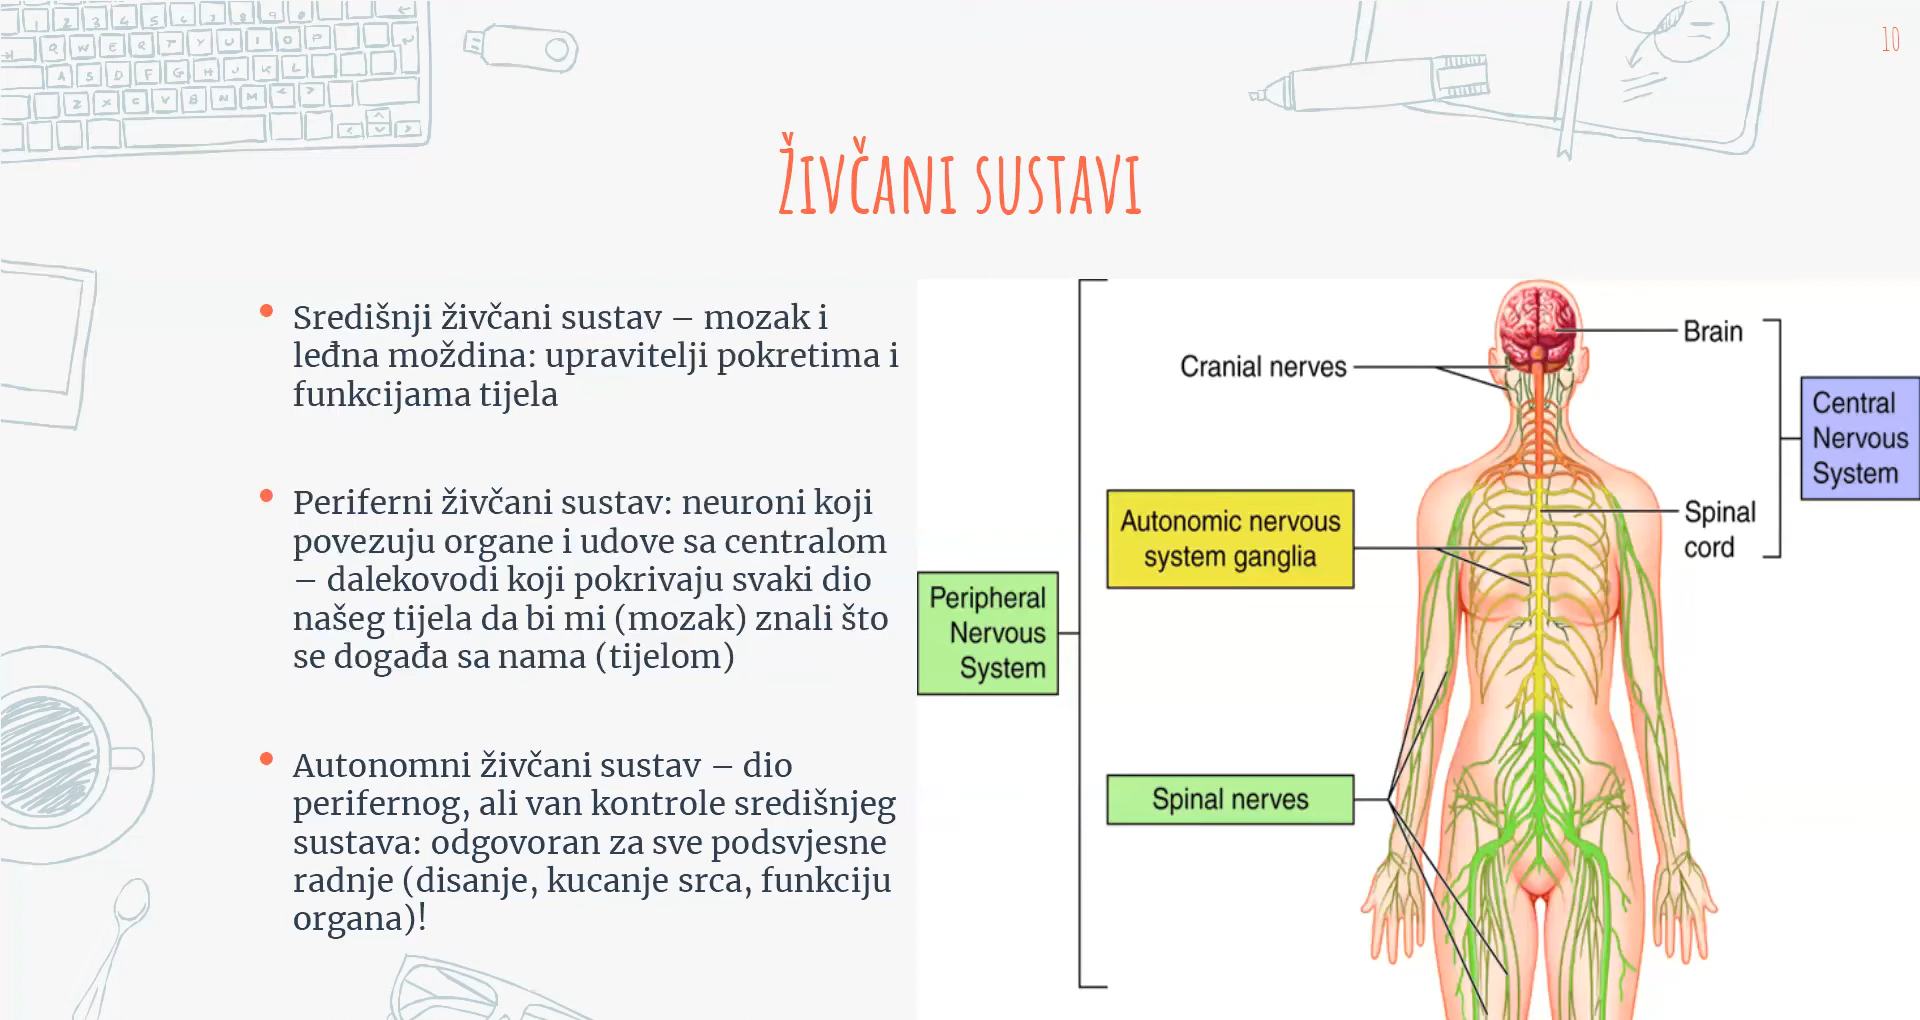 10
Živčani sustavi
• Središnji živčani sustav – mozak i
leđna moždina: upravitelji pokretima i
funkcijama tijela
• Periferni živčani sustav: neuroni koji
povezuju organe i udove sa centralom
– dalekovodi koji pokrivaju svaki dio
našeg tijela da bi mi (mozak) znali što
se događa sa nama (tijelom)
• Autonomni živčani sustav – dio
perifernog, ali van kontrole središnjeg
sustava: odgovoran za sve podsvjesne
radnje (disanje, kucanje srca, funkciju
organa)!
Peripheral
Nervous
System
Cranial nerves
Autonomic nervous
system ganglia
Spinal nerves
Brain
Spinal
cord
Central
Nervous
System